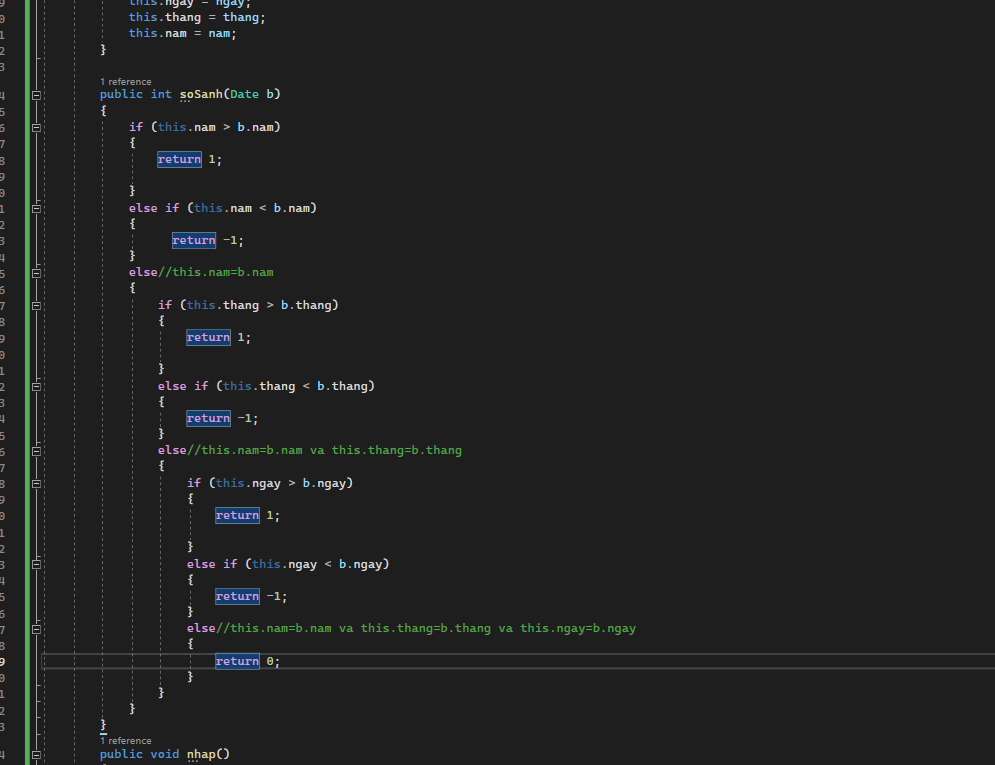 this.ngay = ngay;
this.thang = thang;
this.nam = nam;
}
1 reference
public int soSanh(Date b)
{
if (this.nam > b.nam)
{
return 1;
}
else if (this.nam < b.nam)
{
return -1;
}
else//this.nam=b.nam
{
if (this.thang > b.thang)
{
return 1;
}
else if (this.thang < b.thang)
{
return -1;
}
else//this.nam=b.nam va this.thang=b.thang
{
if (this.ngay > b.ngay)
{
return 1;
}
else if (this.ngay < b.ngay)
{
return -1;
}
else//this.nam=b.nam va this.thang=b.thang va this.ngay=b.ngay
{
return 0;
}
}
}
}
1 reference
public void nhap()